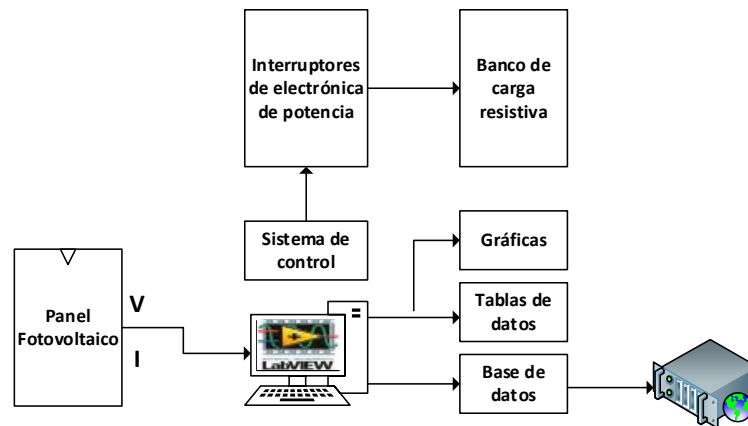 Interruptores
de electrónica
de potencia
Banco de
carga
resistiva
Sistema de
control
Gráficas
Panel
Fotovoltaico
V
I
LabVIEW
Tablas de
datos
Base de
datos